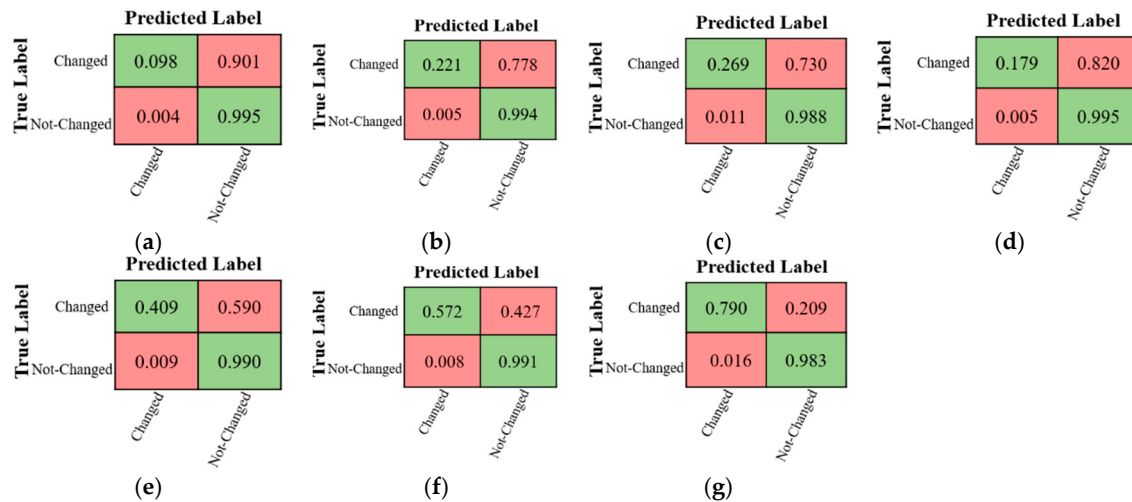 Predicted Label
True Label
Changed 0.098 0.901
Not-Changed 0.004 0.995
Changed
Not-Changed
(a)
Predicted Label
True Label
Changed 0.221 0.778
Not-Changed 0.005 0.994
Changed
Not-Changed
(b)
Predicted Label
True Label
Changed 0.269 0.730
Not-Changed 0.011 0.988
Changed
Not-Changed
(c)
Predicted Label
True Label
Changed 0.179 0.820
Not-Changed 0.005 0.995
Changed
Not-Changed
(d)
Predicted Label
True Label
Changed 0.409 0.590
Not-Changed 0.009 0.990
Changed
Not-Changed
(e)
Predicted Label
True Label
Changed 0.572 0.427
Not-Changed 0.008 0.991
Changed
Not-Changed
(f)
Predicted Label
True Label
Changed 0.790 0.209
Not-Changed 0.016 0.983
Changed
Not-Changed
(g)